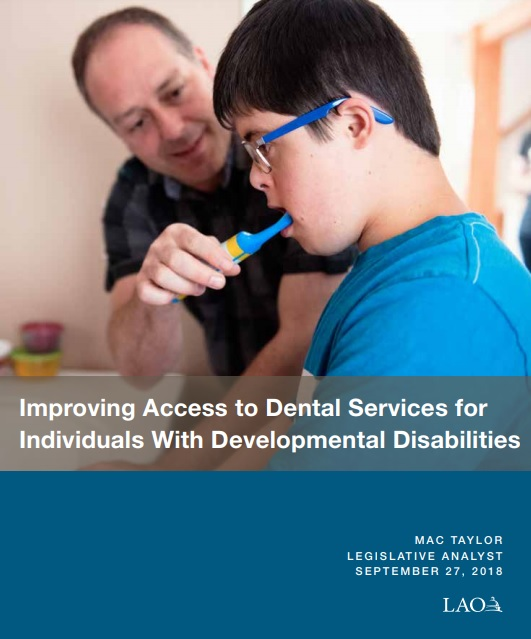 Improving Access to Dental Services for
Individuals With Developmental Disabilities
MAC TAYLOR
LEGISLATIVE ANALYST
SEPTEMBER 27, 2018
LAO